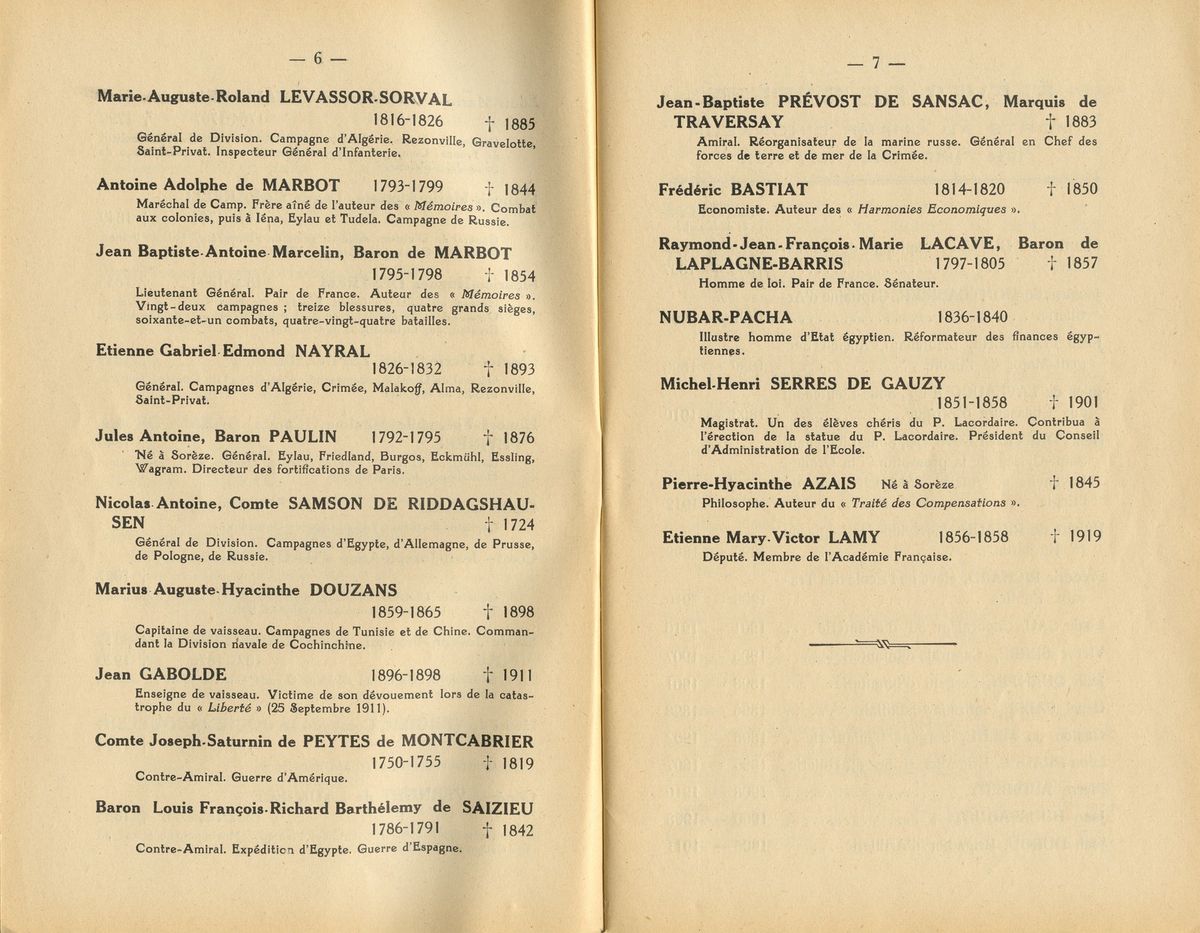 — 6 —
Marie-Auguste-Roland LEVASSOR-SORVAL
1816-1826 † 1885
Général de Division. Campagne d'Algérie. Rezonville, Gravelotte,
Saint-Privat. Inspecteur Général d'Infanterie.
Antoine Adolphe de MARBOT 1793-1799 † 1844
Maréchal de Camp. Frère aîné de l'auteur des « Mémoires ». Combat
aux colonies, puis à Iéna, Eylau et Tudela. Campagne de Russie.
Jean Baptiste-Antoine-Marcelin, Baron de MARBOT
1795-1798 † 1854
Lieutenant Général. Pair de France. Auteur des « Mémoires ».
Vingt-deux campagnes ; treize blessures, quatre grands sièges,
soixante-et-un combats, quatre-vingt-quatre batailles.
Etienne Gabriel-Edmond NAYRAL
1826-1832 † 1893
Général. Campagnes d'Algérie, Crimée, Malakoff, Alma, Rezonville,
Saint-Privat.
Jules Antoine, Baron PAULIN 1792-1795 † 1876
Né à Sorèze. Général. Eylau, Friedland, Burgos, Eckmühl, Essling,
Wagram. Directeur des fortifications de Paris.
Nicolas-Antoine, Comte SAMSON DE RIDDAGSHAU-
SEN † 1724
Général de Division. Campagnes d'Egypte, d'Allemagne, de Prusse,
de Pologne, de Russie.
Marius-Auguste-Hyacinthe DOUZANS
1859-1865 † 1898
Capitaine de vaisseau. Campagnes de Tunisie et de Chine. Comman-
dant la Division navale de Cochinchine.
Jean GABOLDE 1896-1898 † 1911
Enseigne de vaisseau. Victime de son dévouement lors de la catas-
trophe du « Liberté » (25 Septembre 1911).
Comte Joseph-Saturnin de PEYTES de MONTCABRIER
1750-1755 † 1819
Contre-Amiral. Guerre d'Amérique.
Baron Louis François-Richard Barthélemy de SAIZIEU
1786-1791 † 1842
Contre-Amiral. Expédition d'Egypte. Guerre d'Espagne.
— 7 —
Jean-Baptiste PRÉVOST DE SANSAC, Marquis de
TRAVERSAY † 1883
Amiral. Réorganisateur de la marine russe. Général en Chef des
forces de terre et de mer de la Crimée.
Frédéric BASTIAT 1814-1820 † 1850
Economiste. Auteur des « Harmonies Economiques ».
Raymond-Jean-François-Marie LACAVE, Baron de
LAPLAGNE-BARRIS 1797-1805 † 1857
Homme de loi. Pair de France. Sénateur.
NUBAR-PACHA 1836-1840
Illustre homme d'Etat égyptien. Réformateur des finances égyp-
tiennes.
Michel-Henri SERRES DE GAUZY
1851-1858 † 1901
Magistrat. Un des élèves chéris du P. Lacordaire. Contribua à
l'érection de la statue du P. Lacordaire. Président du Conseil
d'Administration de l'Ecole.
Pierre-Hyacinthe AZAIS Né à Sorèze † 1845
Philosophe. Auteur du « Traité des Compensations ».
Etienne Mary-Victor LAMY 1856-1858 † 1919
Député. Membre de l'Académie Française.